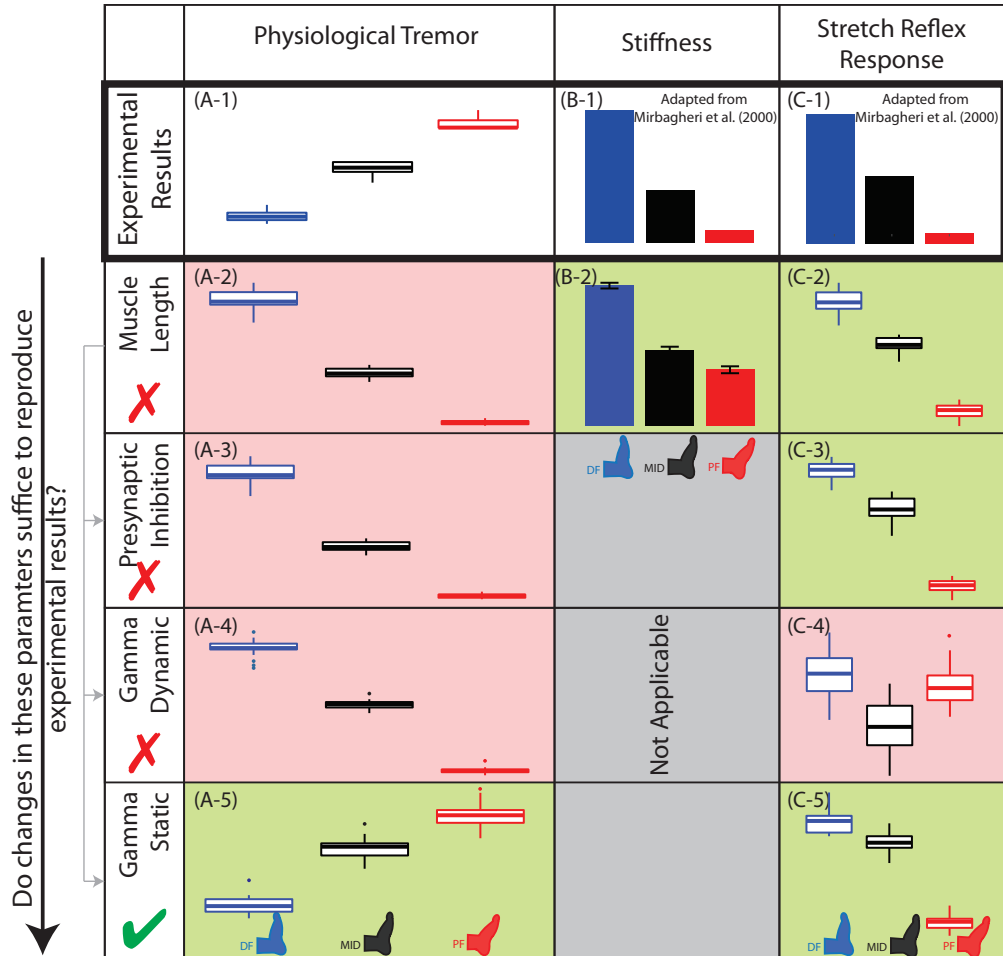 Physiological Tremor
Stiffness
Stretch Reflex
Response
Experimental
Results
(A-1)
(B-1)
Adapted from
Mirbagheri et al. (2000)
(C-1)
Adapted from
Mirbagheri et al. (2000)
Do changes in these paramters suffice to reproduce
experimental results?
Muscle
Length
(A-2)
(B-2)
(C-2)
Presynaptic
Inhibition
(A-3)
DF
MID
PF
(C-3)
Gamma
Dynamic
(A-4)
Not Applicable
(C-4)
Gamma
Static
(A-5)
DF
MID
PF
(C-5)
DF
MID
PF